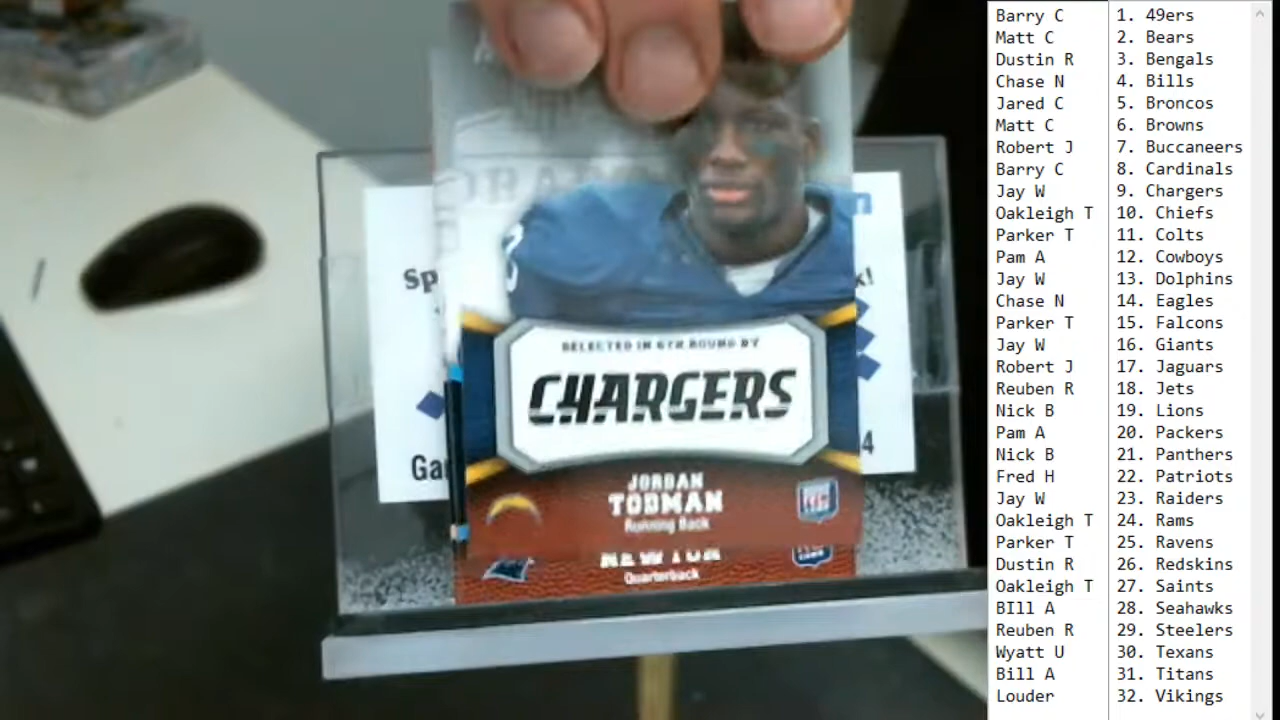 DRA
Sp
k!
SELECTED IN 6TH ROUND BY
CHARGERS
Ga
4
JORDAN
TODMAN
Running Back
NEWTON
Quarterback
Barry C 1. 49ers
Matt C 2. Bears
Dustin R 3. Bengals
Chase N 4. Bills
Jared C 5. Broncos
Matt C 6. Browns
Robert J 7. Buccaneers
Barry C 8. Cardinals
Jay W 9. Chargers
Oakleigh T 10. Chiefs
Parker T 11. Colts
Pam A 12. Cowboys
Jay W 13. Dolphins
Chase N 14. Eagles
Parker T 15. Falcons
Jay W 16. Giants
Robert J 17. Jaguars
Reuben R 18. Jets
Nick B 19. Lions
Pam A 20. Packers
Nick B 21. Panthers
Fred H 22. Patriots
Jay W 23. Raiders
Oakleigh T 24. Rams
Parker T 25. Ravens
Dustin R 26. Redskins
Oakleigh T 27. Saints
BIll A 28. Seahawks
Reuben R 29. Steelers
Wyatt U 30. Texans
Bill A 31. Titans
Louder 32. Vikings